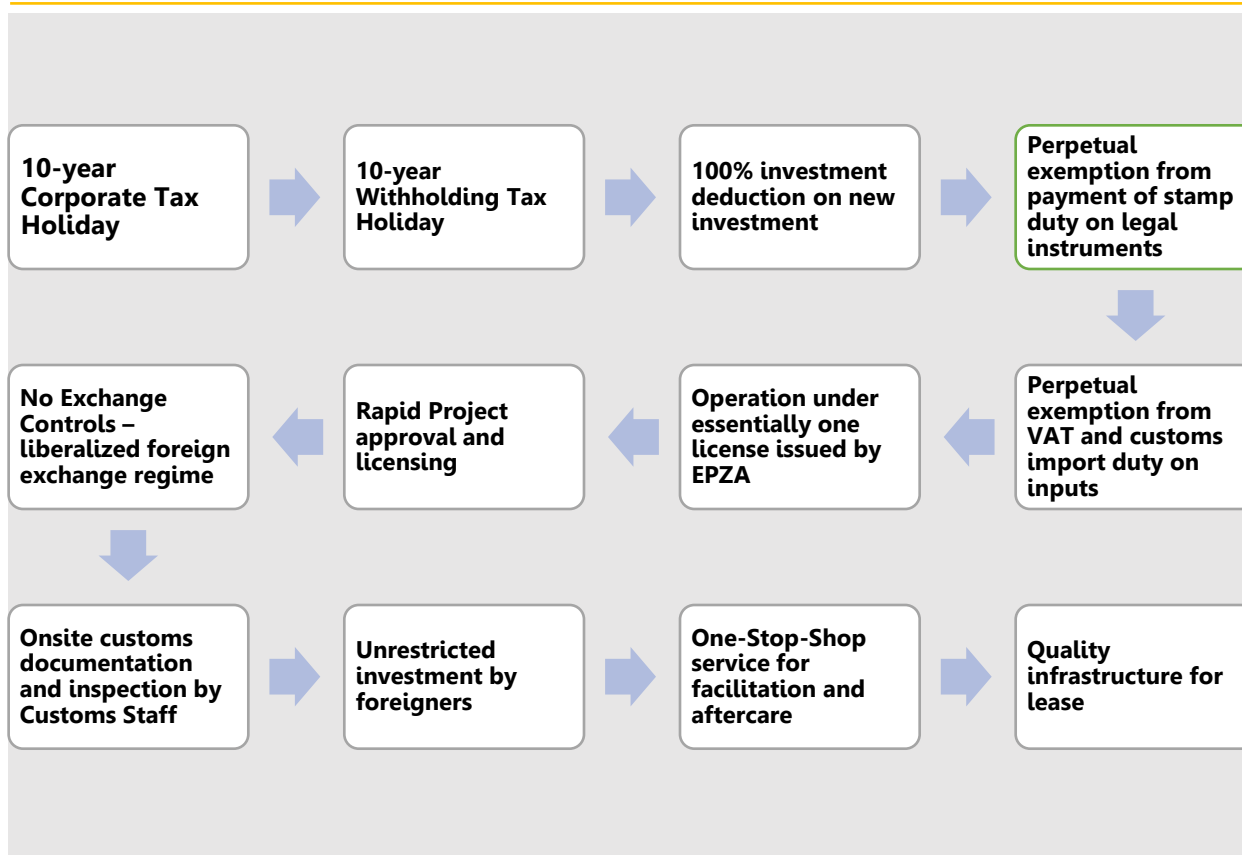 10-year
Corporate Tax
Holiday
10-year
Withholding Tax
Holiday
100% investment
deduction on new
investment
Perpetual
exemption from
payment of stamp
duty on legal
instruments
Perpetual
exemption from
VAT and customs
import duty on
inputs
Operation under
essentially one
license issued by
EPZA
Rapid Project
approval and
licensing
No Exchange
Controls –
liberalized foreign
exchange regime
Onsite customs
documentation
and inspection by
Customs Staff
Unrestricted
investment by
foreigners
One-Stop-Shop
service for
facilitation and
aftercare
Quality
infrastructure for
lease